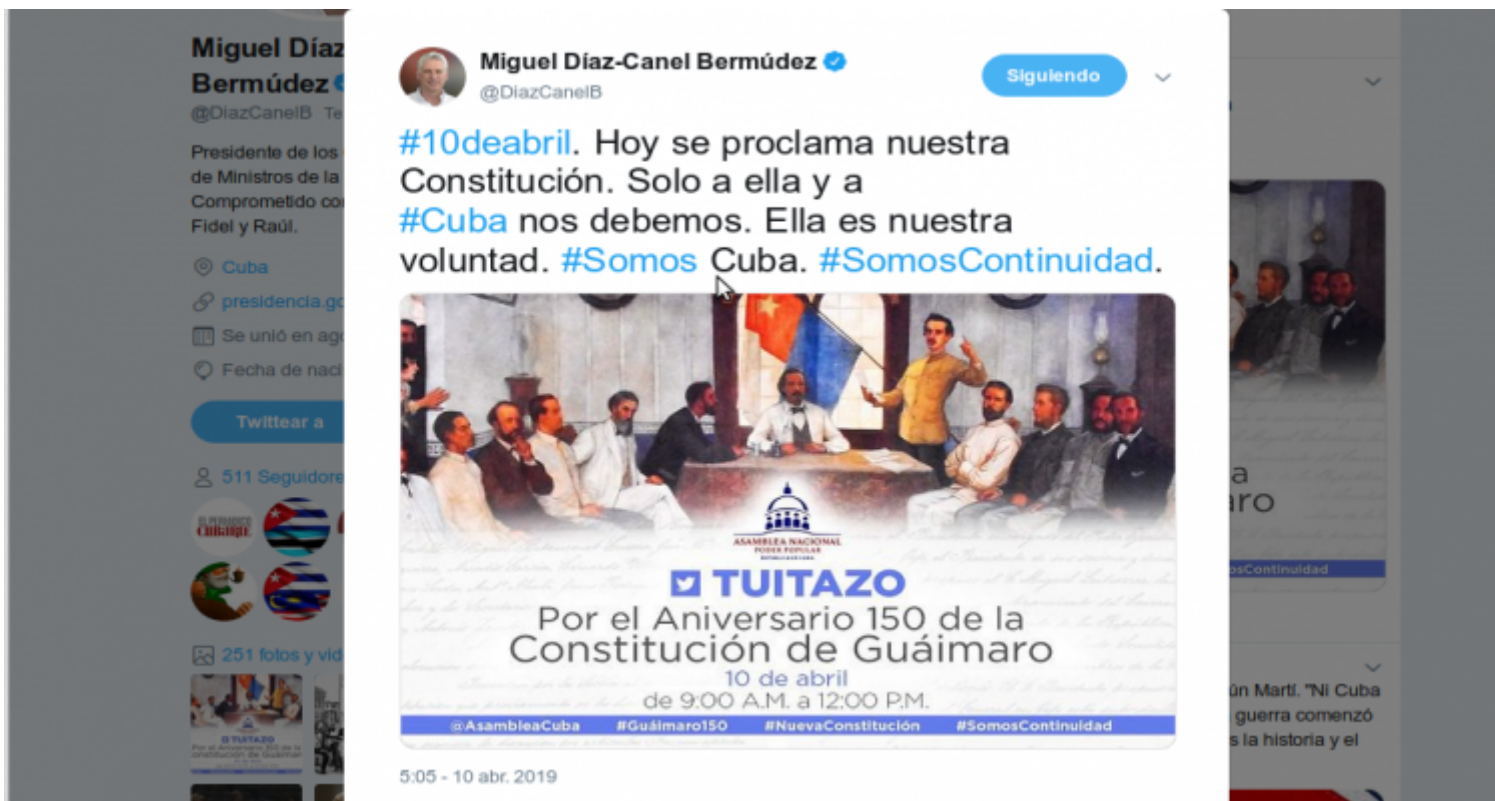 Miguel Díaz
Bermúdez
@DiazCanelB Te
Presidente de los
de Ministros de la
Comprometido co
Fidel y Raúl.
Cuba
presidencia.go
Se unió en ago
Fecha de naci
Twittear a
511 Seguidore
251 fotos y vid
Miguel Díaz-Canel Bermúdez
@DiazCanelB
Siguiendo
#10deabril. Hoy se proclama nuestra
Constitución. Solo a ella y a
#Cuba nos debemos. Ella es nuestra
voluntad. #Somos Cuba. #SomosContinuidad.
ASAMBLEA NACIONAL
PODER POPULAR
TUITAZO
Por el Aniversario 150 de la
Constitución de Guáimaro
10 de abril
de 9:00 A.M. a 12:00 P.M.
@AsambleaCuba #Guáimaro150 #NuevaConstitución #SomosContinuidad
5:05 - 10 abr. 2019
a
aro
osContinuidad
ún Martí. "Ni Cuba
guerra comenzó
s la historia y el